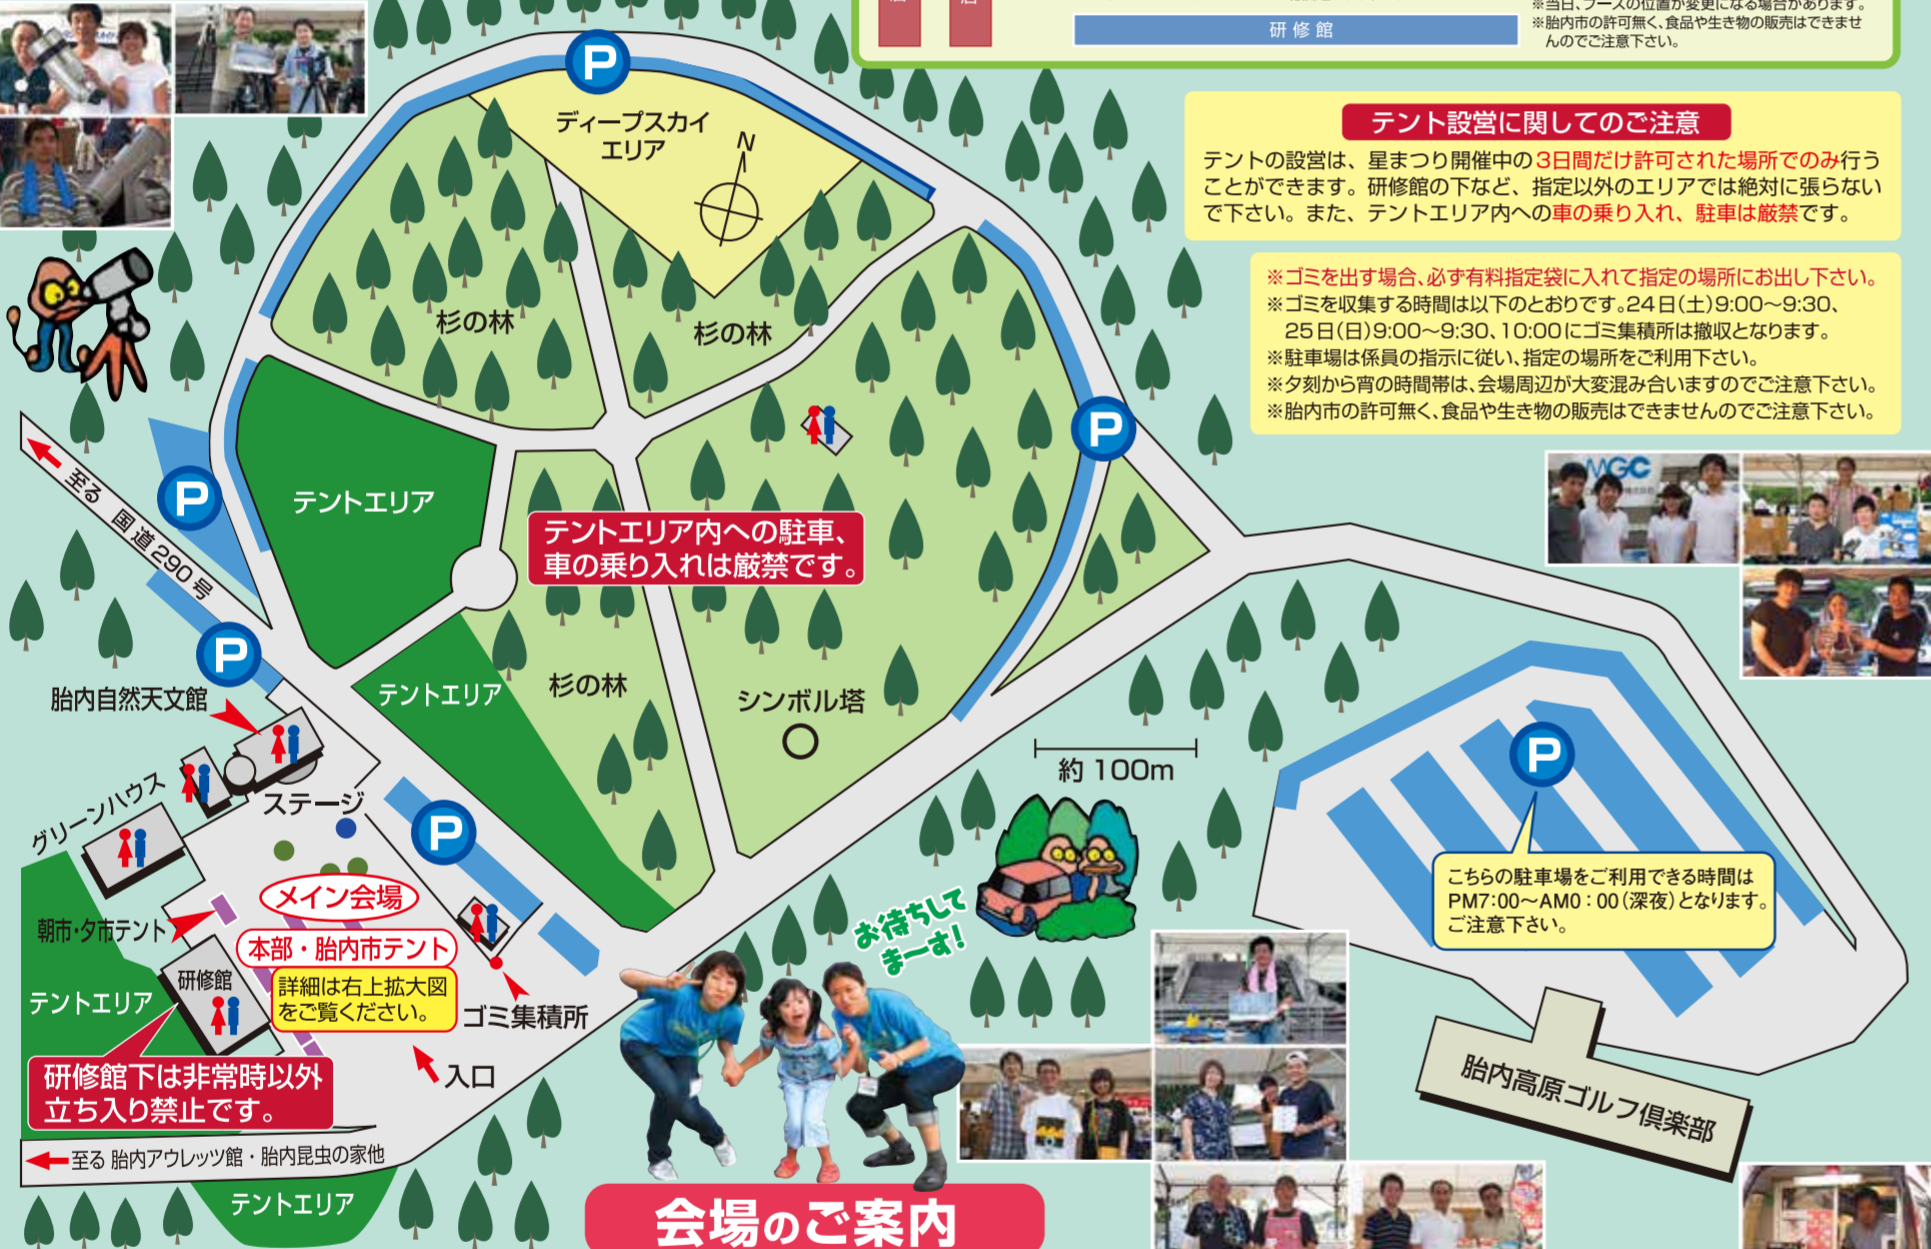 研修館
※当日、ブースの位置が変更になる場合があります。
※胎内市の許可無く、食品や生き物の販売はできませ
んのでご注意下さい。
テント設営に関してのご注意
テントの設営は、星まつり開催中の3日間だけ許可された場所でのみ行う
ことができます。研修館の下など、指定以外のエリアでは絶対に張らない
で下さい。また、テントエリア内への車の乗り入れ、駐車は厳禁です。
※ゴミを出す場合、必ず有料指定袋に入れて指定の場所にお出し下さい。
※ゴミを収集する時間は以下のとおりです。24日(土)9:00〜9:30、
25日(日)9:00〜9:30、10:00にゴミ集積所は撤収となります。
※駐車場は係員の指示に従い、指定の場所をご利用下さい。
※夕刻から宵の時間帯は、会場周辺が大変混み合いますのでご注意下さい。
※胎内市の許可無く、食品や生き物の販売はできませんのでご注意下さい。
P
ディープスカイ
エリア
N
杉の林
杉の林
P
至る 国道290号
P
テントエリア
テントエリア内への駐車、
車の乗り入れは厳禁です。
MGC
P
胎内自然天文館
テントエリア
杉の林
シンボル塔
約100m
P
こちらの駐車場をご利用できる時間は
PM7:00〜AM0:00(深夜)となります。
ご注意下さい。
グリーンハウス
ステージ
P
メイン会場
朝市・夕市テント
本部・胎内市テント
詳細は右上拡大図
をご覧ください。
研修館
テントエリア
ゴミ集積所
お待ちして
ま〜す!
研修館下は非常時以外
立ち入り禁止です。
入口
胎内高原ゴルフ倶楽部
至る 胎内アウレッツ館・胎内昆虫の家他
テントエリア
会場のご案内